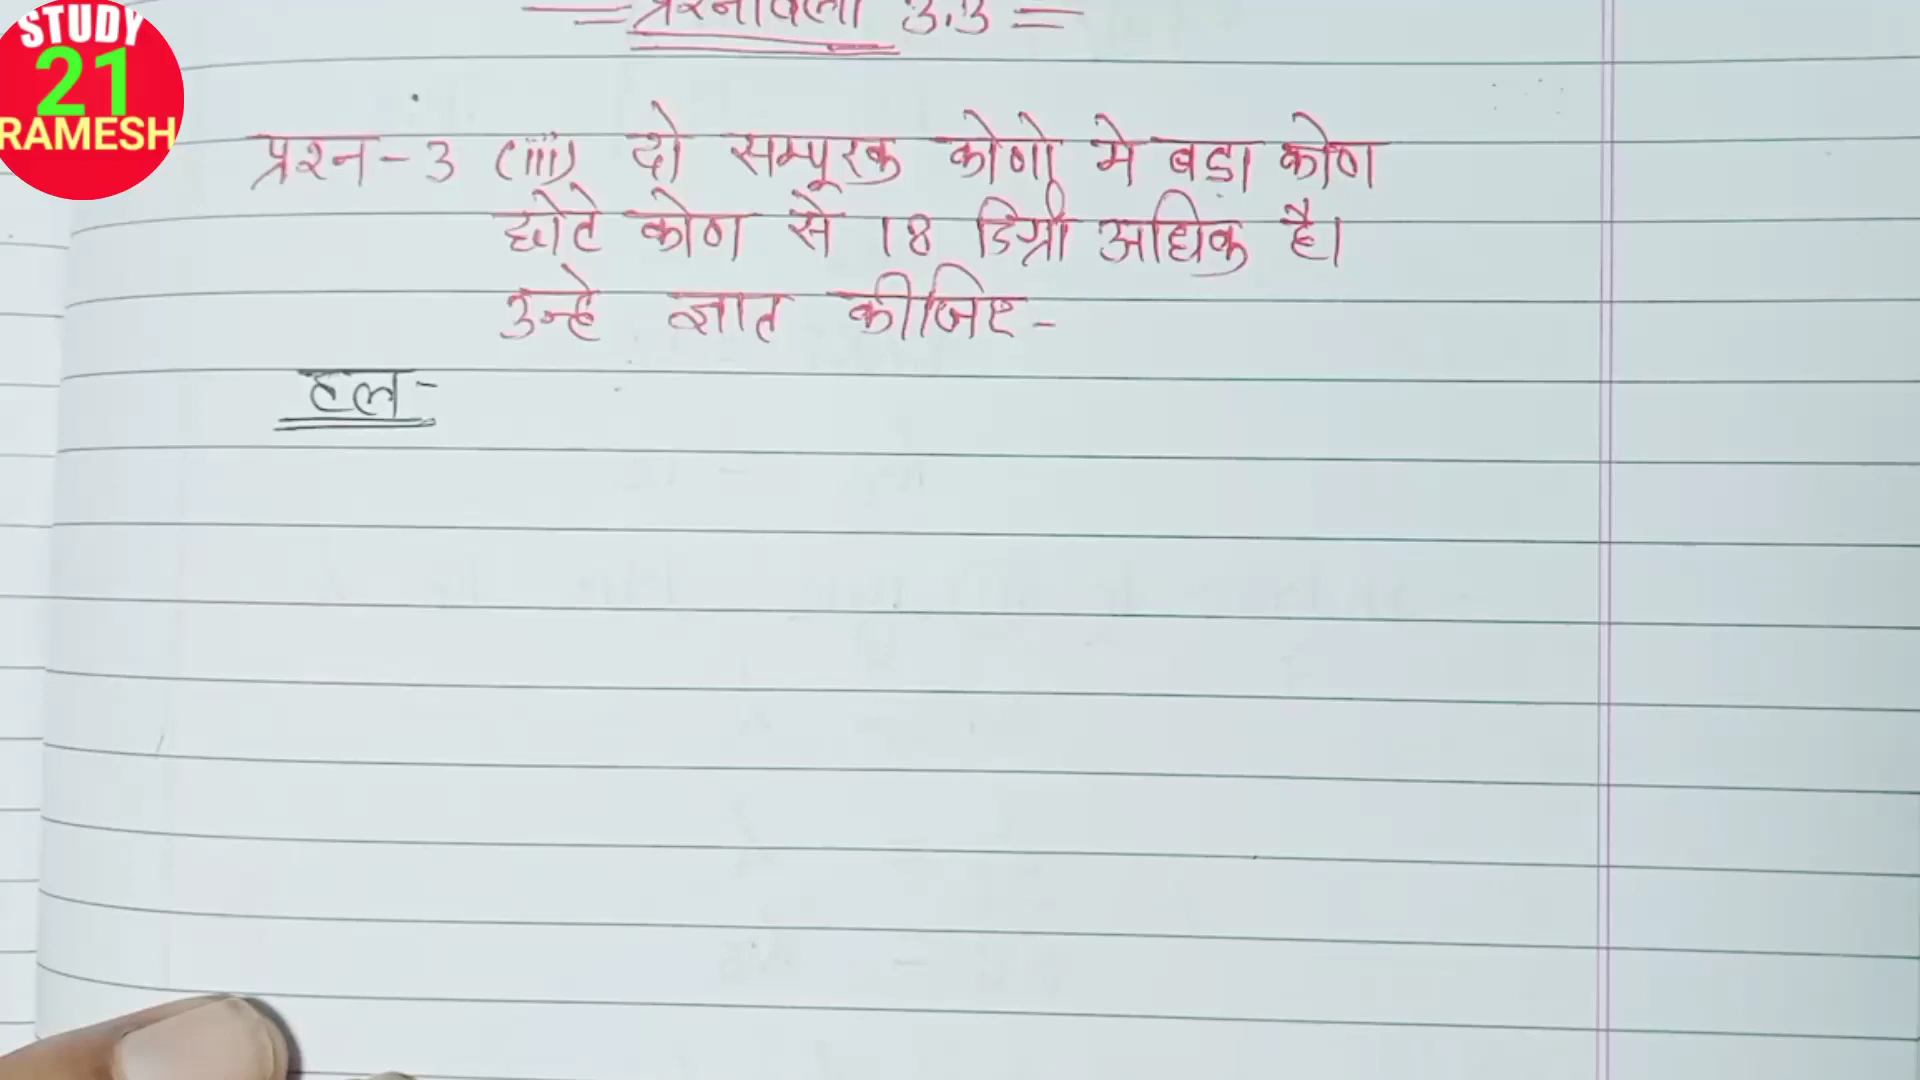 STUDY
21
RAMESH
= प्रश्नावली 3.3 =
प्रश्न-3 (iii) दो सम्पूरक कोणो मे बड़ा कोण
छोटे कोण से 18 डिग्री अधिक है।
उन्हे ज्ञात कीजिए-
हल-